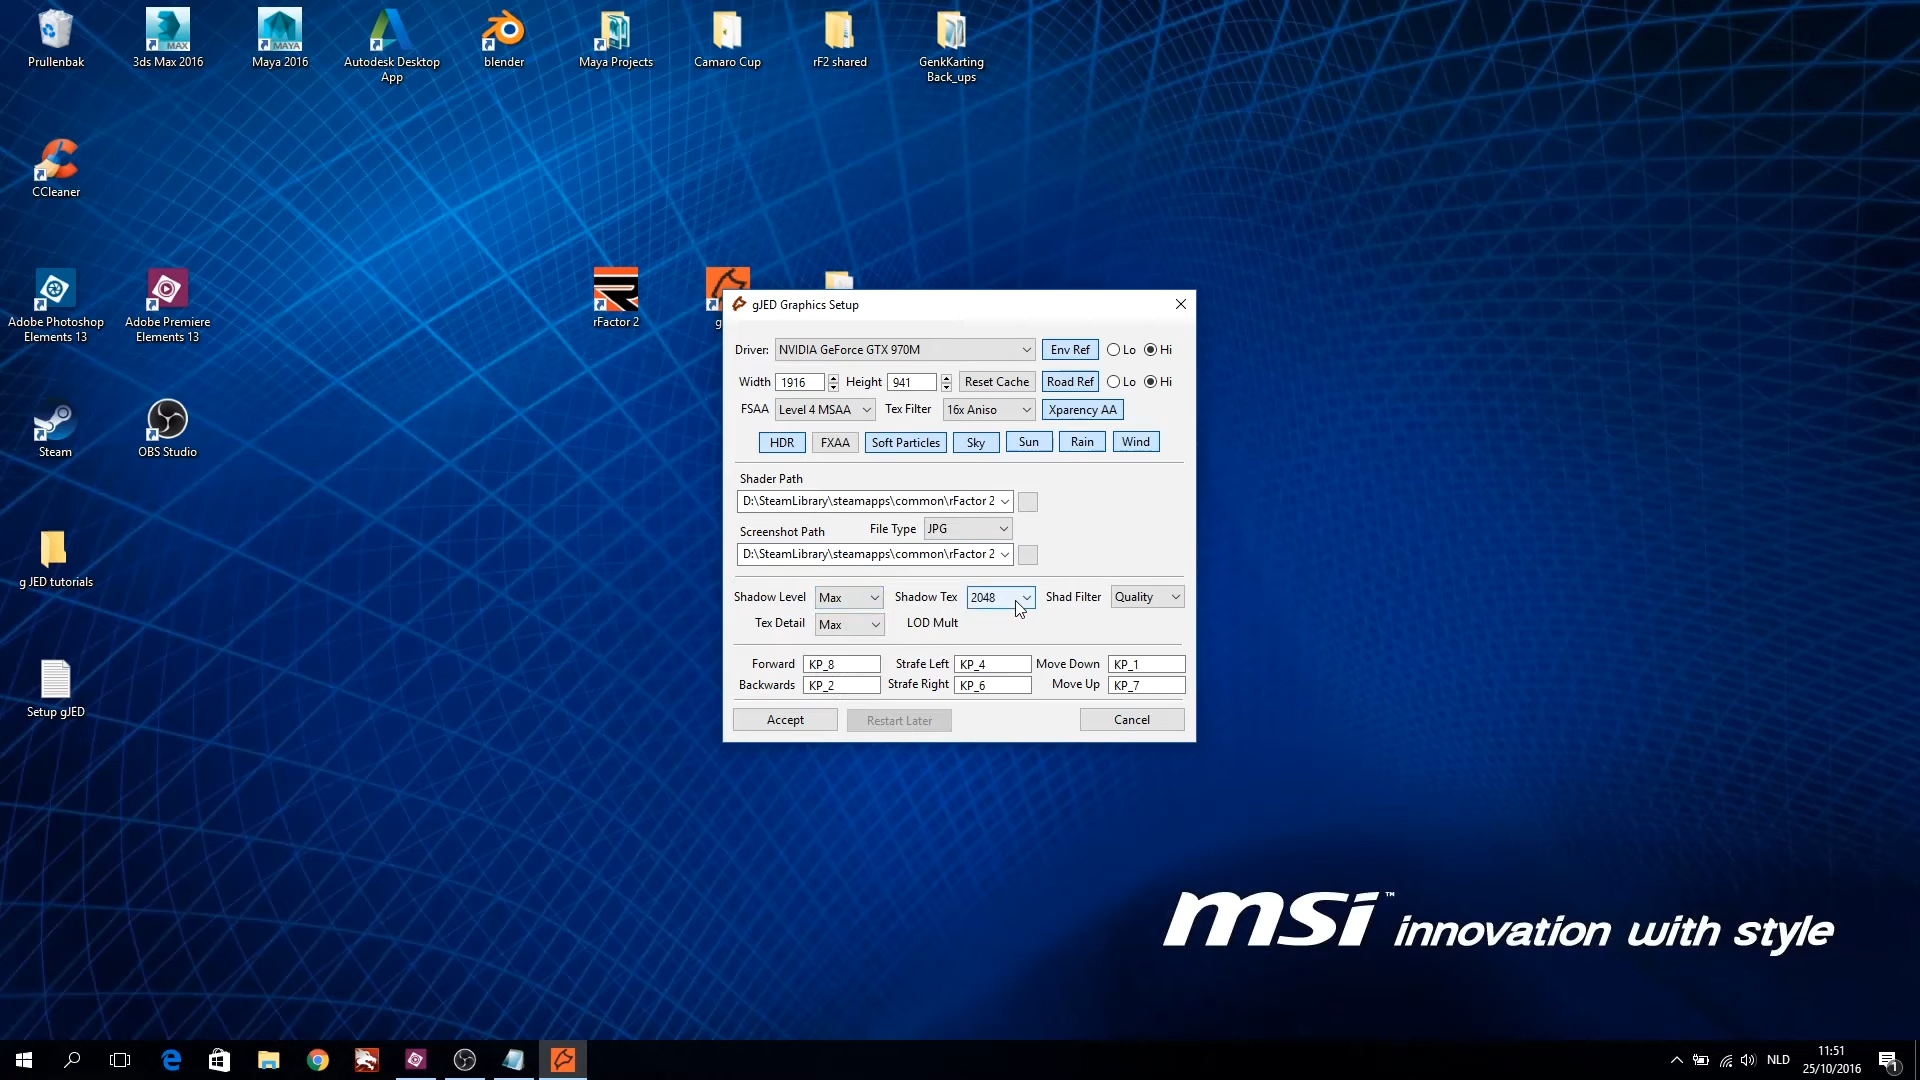 Prullenbak
3ds Max 2016
Maya 2016
Autodesk Desktop
App
blender
Maya Projects
Camaro Cup
rF2 shared
GenkKarting
Back_ups
CCleaner
Adobe Photoshop
Elements 13
Adobe Premiere
Elements 13
rFactor 2
Steam
OBS Studio
g JED tutorials
Setup gJED
gJED Graphics Setup
Driver: NVIDIA GeForce GTX 970M Env Ref Lo Hi
Width 1916 Height 941 Reset Cache Road Ref Lo Hi
FSAA Level 4 MSAA Tex Filter 16x Aniso Xparency AA
HDR FXAA Soft Particles Sky Sun Rain Wind
Shader Path
D:\SteamLibrary\steamapps\common\rFactor 2
Screenshot Path File Type JPG
D:\SteamLibrary\steamapps\common\rFactor 2
Shadow Level Max Shadow Tex 2048 Shad Filter Quality
Tex Detail Max LOD Mult
Forward KP_8 Strafe Left KP_4 Move Down KP_1
Backwards KP_2 Strafe Right KP_6 Move Up KP_7
Accept Restart Later Cancel
msi™ innovation with style
NLD
11:51
25/10/2016
1